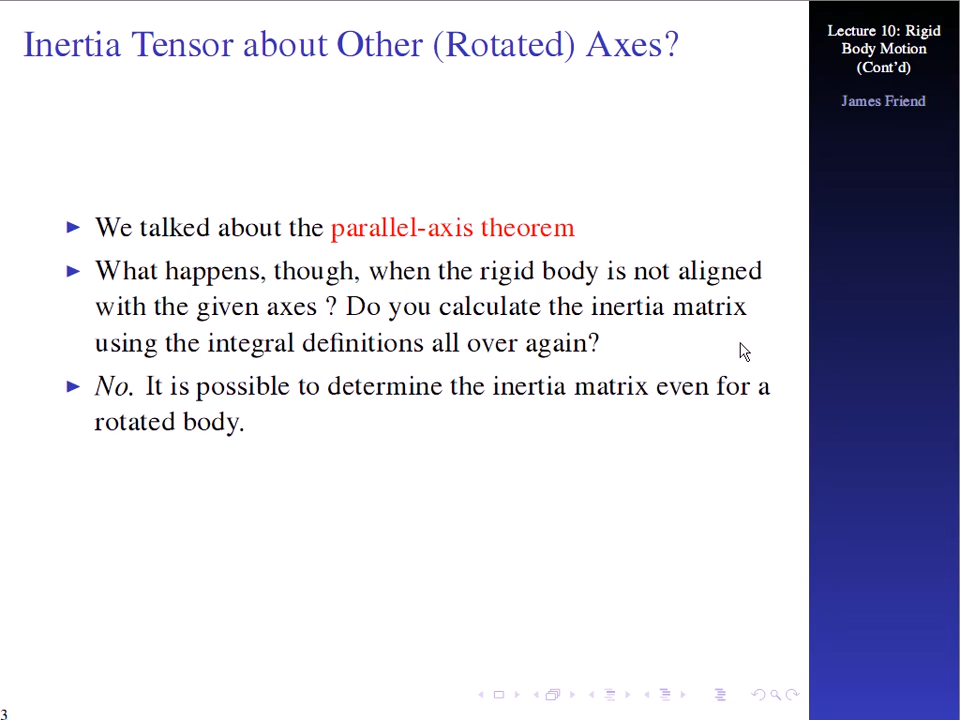 Inertia Tensor about Other (Rotated) Axes?
Lecture 10: Rigid
Body Motion
(Cont'd)
James Friend
We talked about the parallel-axis theorem
What happens, though, when the rigid body is not aligned
with the given axes ? Do you calculate the inertia matrix
using the integral definitions all over again?
No. It is possible to determine the inertia matrix even for a
rotated body.
3